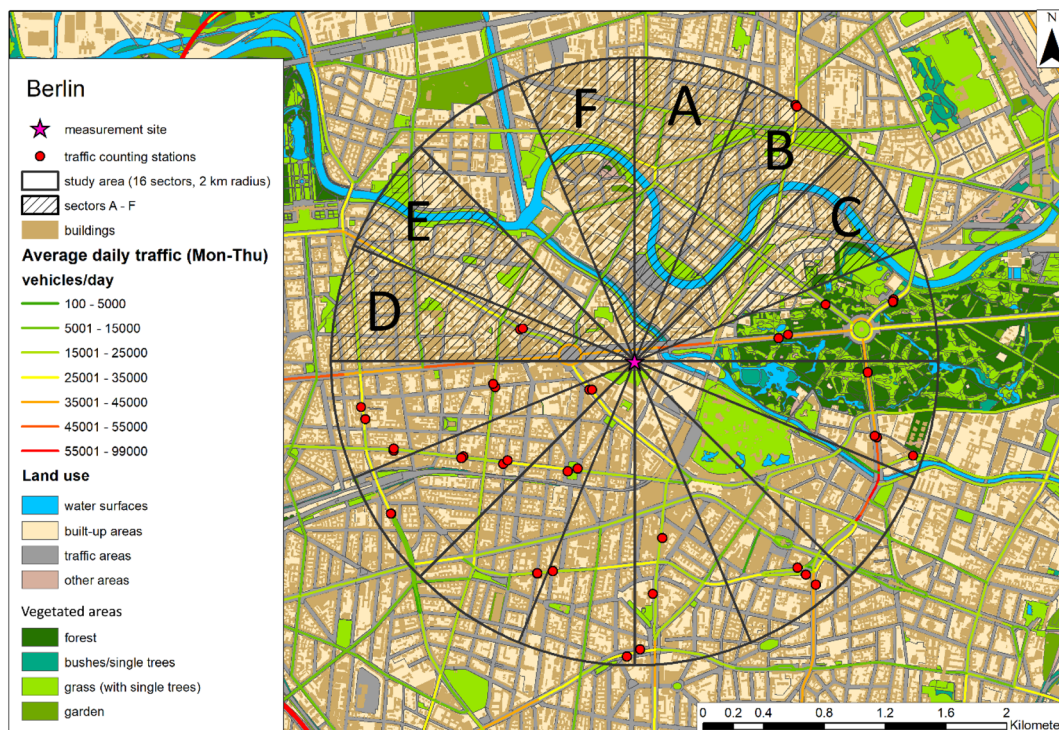 Berlin
measurement site
traffic counting stations
study area (16 sectors, 2 km radius)
sectors A - F
buildings
Average daily traffic (Mon-Thu)
vehicles/day
100 - 5000
5001 - 15000
15001 - 25000
25001 - 35000
35001 - 45000
45001 - 55000
55001 - 99000
Land use
water surfaces
built-up areas
traffic areas
other areas
Vegetated areas
forest
bushes/single trees
grass (with single trees)
garden
N
F
A
B
E
C
D
0 0.2 0.4 0.8 1.2 1.6 2
Kilomete